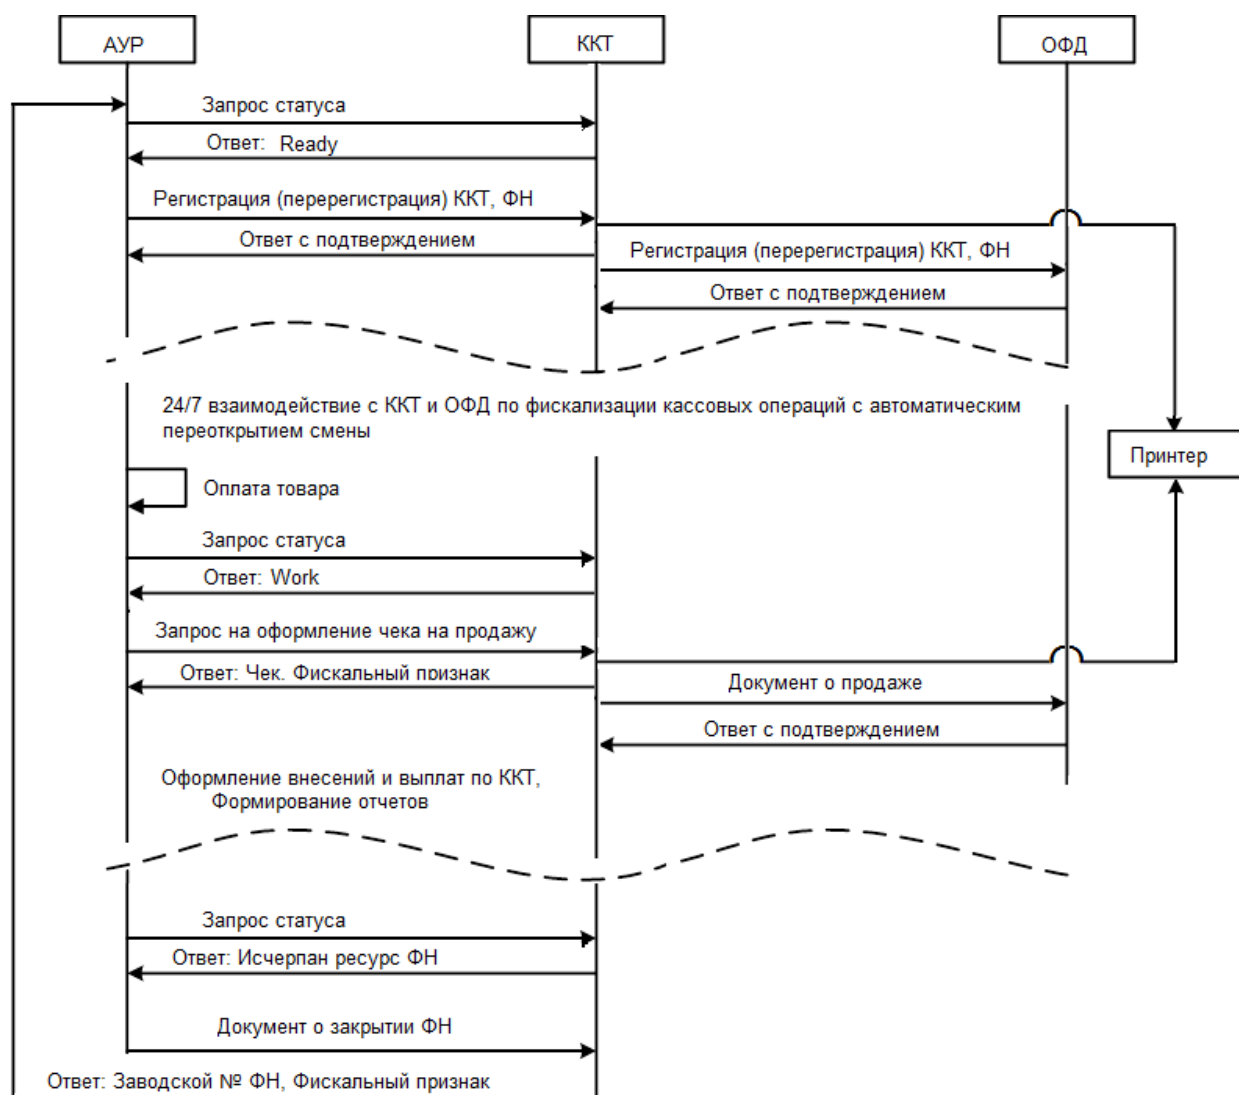 АУР
ККТ
ОФД
Запрос статуса
Ответ: Ready
Регистрация (перерегистрация) ККТ, ФН
Ответ с подтверждением
Регистрация (перерегистрация) ККТ, ФН
Ответ с подтверждением
24/7 взаимодействие с ККТ и ОФД по фискализации кассовых операций с автоматическим
переоткрытием смены
Принтер
Оплата товара
Запрос статуса
Ответ: Work
Запрос на оформление чека на продажу
Ответ: Чек. Фискальный признак
Документ о продаже
Ответ с подтверждением
Оформление внесений и выплат по ККТ,
Формирование отчетов
Запрос статуса
Ответ: Исчерпан ресурс ФН
Документ о закрытии ФН
Ответ: Заводской № ФН, Фискальный признак